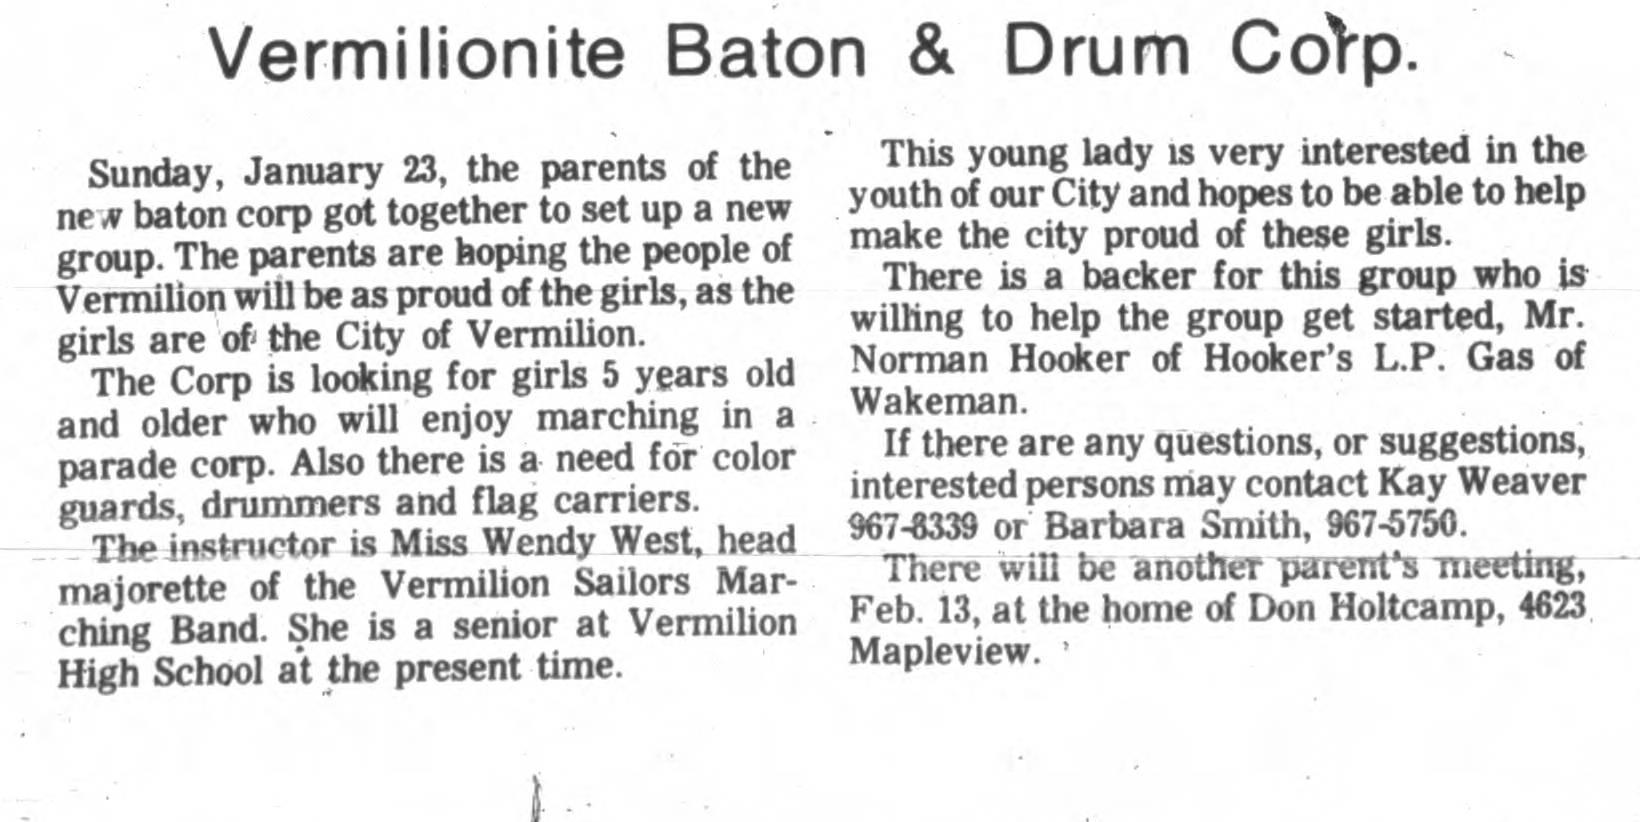 Vermilionite Baton & Drum Corp.
Sunday, January 23, the parents of the
new baton corp got together to set up a new
group. The parents are hoping the people of
Vermilion will be as proud of the girls, as the
girls are of the City of Vermilion.
The Corp is looking for girls 5 years old
and older who will enjoy marching in a
parade corp. Also there is a need for color
guards, drummers and flag carriers.
The instructor is Miss Wendy West, head
majorette of the Vermilion Sailors Mar-
ching Band. She is a senior at Vermilion
High School at the present time.
This young lady is very interested in the
youth of our City and hopes to be able to help
make the city proud of these girls.
There is a backer for this group who is
willing to help the group get started, Mr.
Norman Hooker of Hooker's L.P. Gas of
Wakeman.
If there are any questions, or suggestions,
interested persons may contact Kay Weaver
967-8339 or Barbara Smith, 967-5750.
There will be another parent's meeting,
Feb. 13, at the home of Don Holtcamp, 4623
Mapleview.